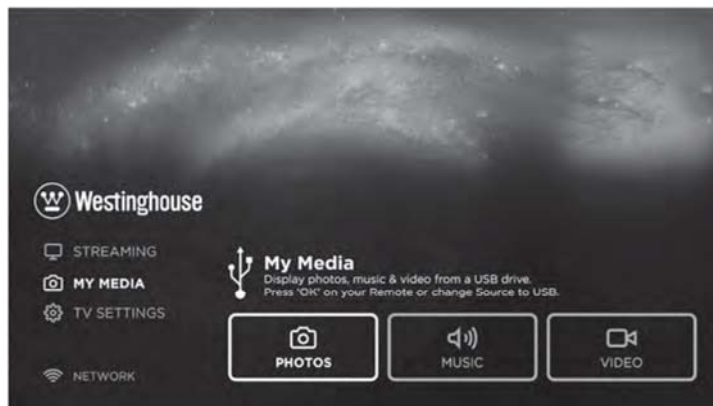 Westinghouse
STREAMING
MY MEDIA
TV SETTINGS
NETWORK
My Media
Display photos, music & video from a USB drive.
Press 'OK' on your Remote or change Source to USB.
PHOTOS
MUSIC
VIDEO